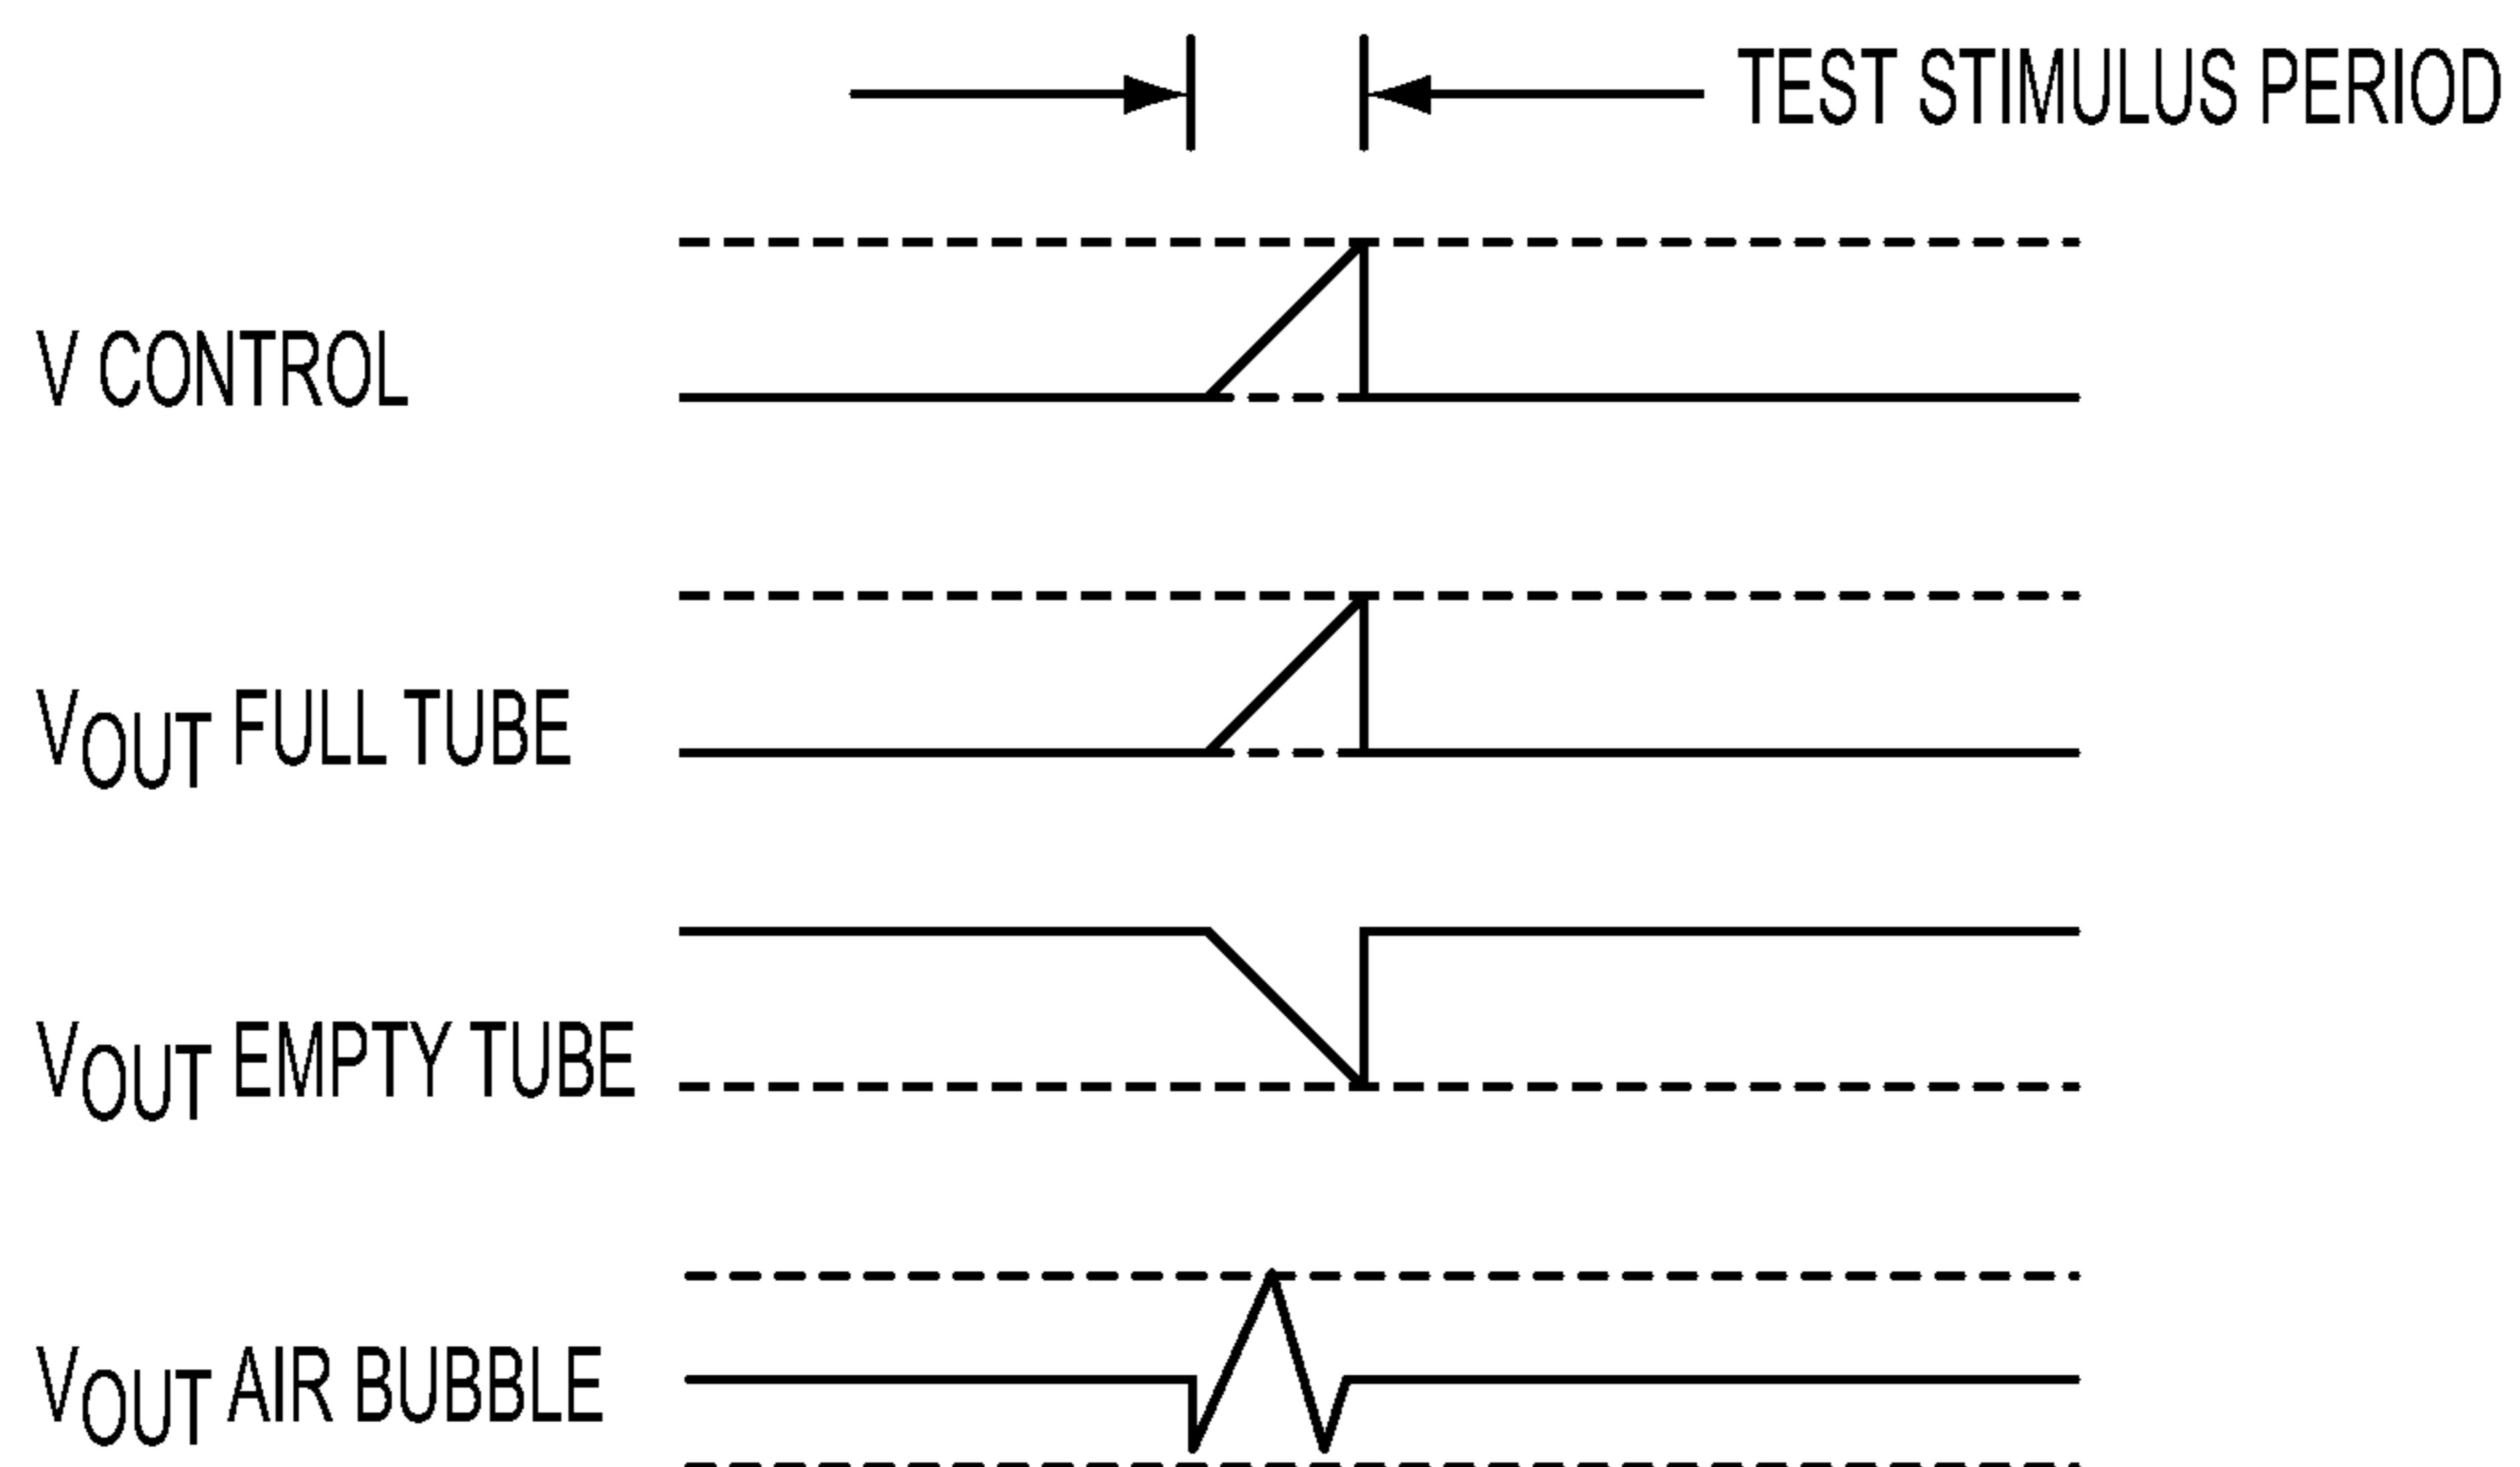 TEST STIMULUS PERIOD
V CONTROL
VOUT FULL TUBE
VOUT EMPTY TUBE
VOUT AIR BUBBLE